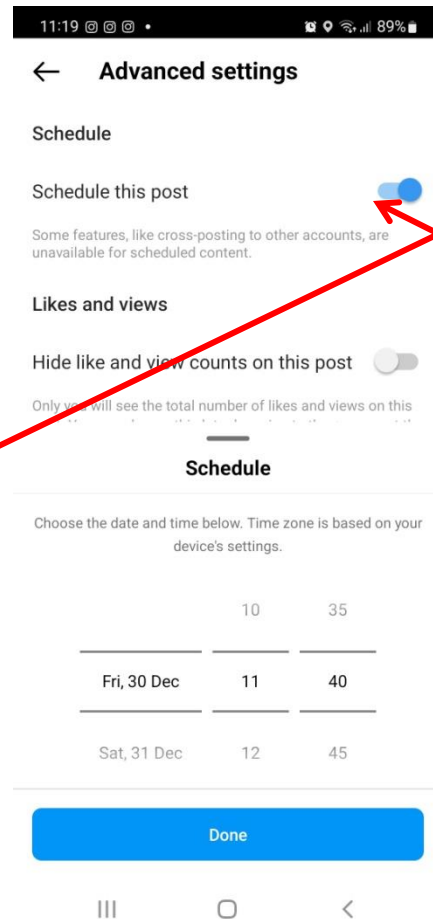 11:19 89%
Advanced settings
Schedule
Schedule this post
Some features, like cross-posting to other accounts, are
unavailable for scheduled content.
Likes and views
Hide like and view counts on this post
Only you will see the total number of likes and views on this
Schedule
Choose the date and time below. Time zone is based on your
device's settings.
10 35
Fri, 30 Dec 11 40
Sat, 31 Dec 12 45
Done